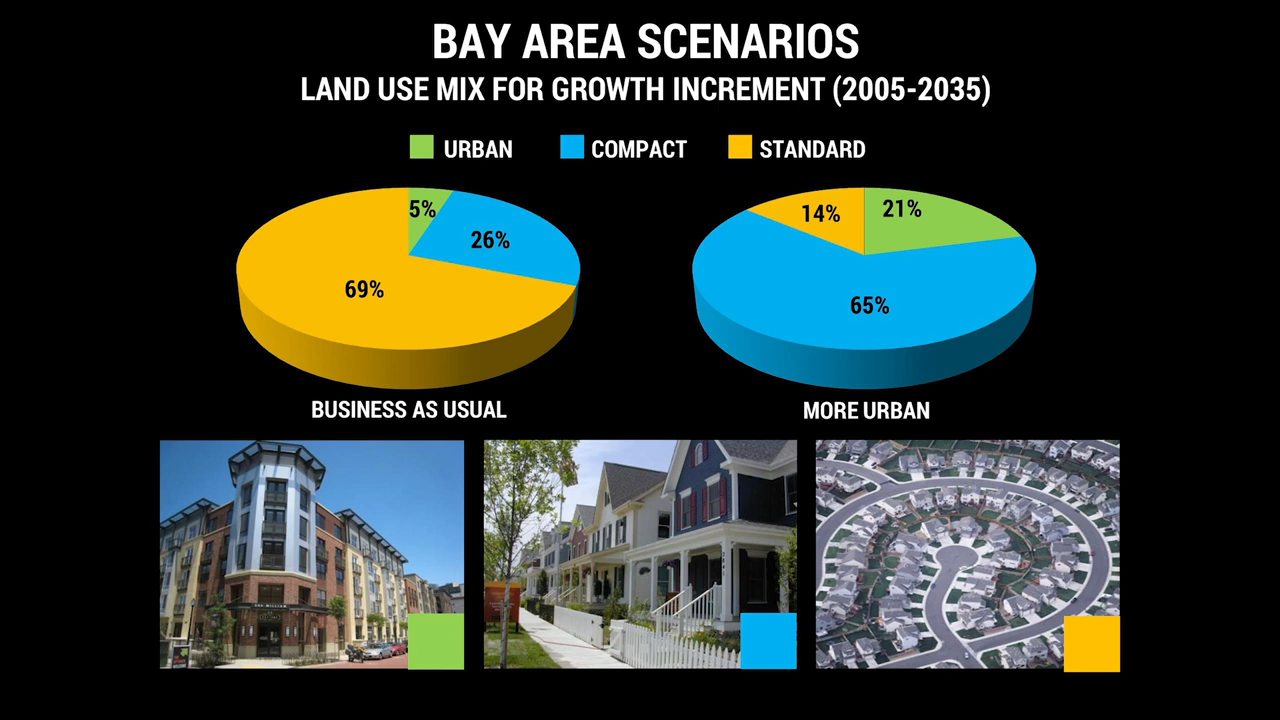 BAY AREA SCENARIOS
LAND USE MIX FOR GROWTH INCREMENT (2005-2035)
URBAN COMPACT STANDARD
5%
26%
69%
14%
21%
65%
BUSINESS AS USUAL
MORE URBAN